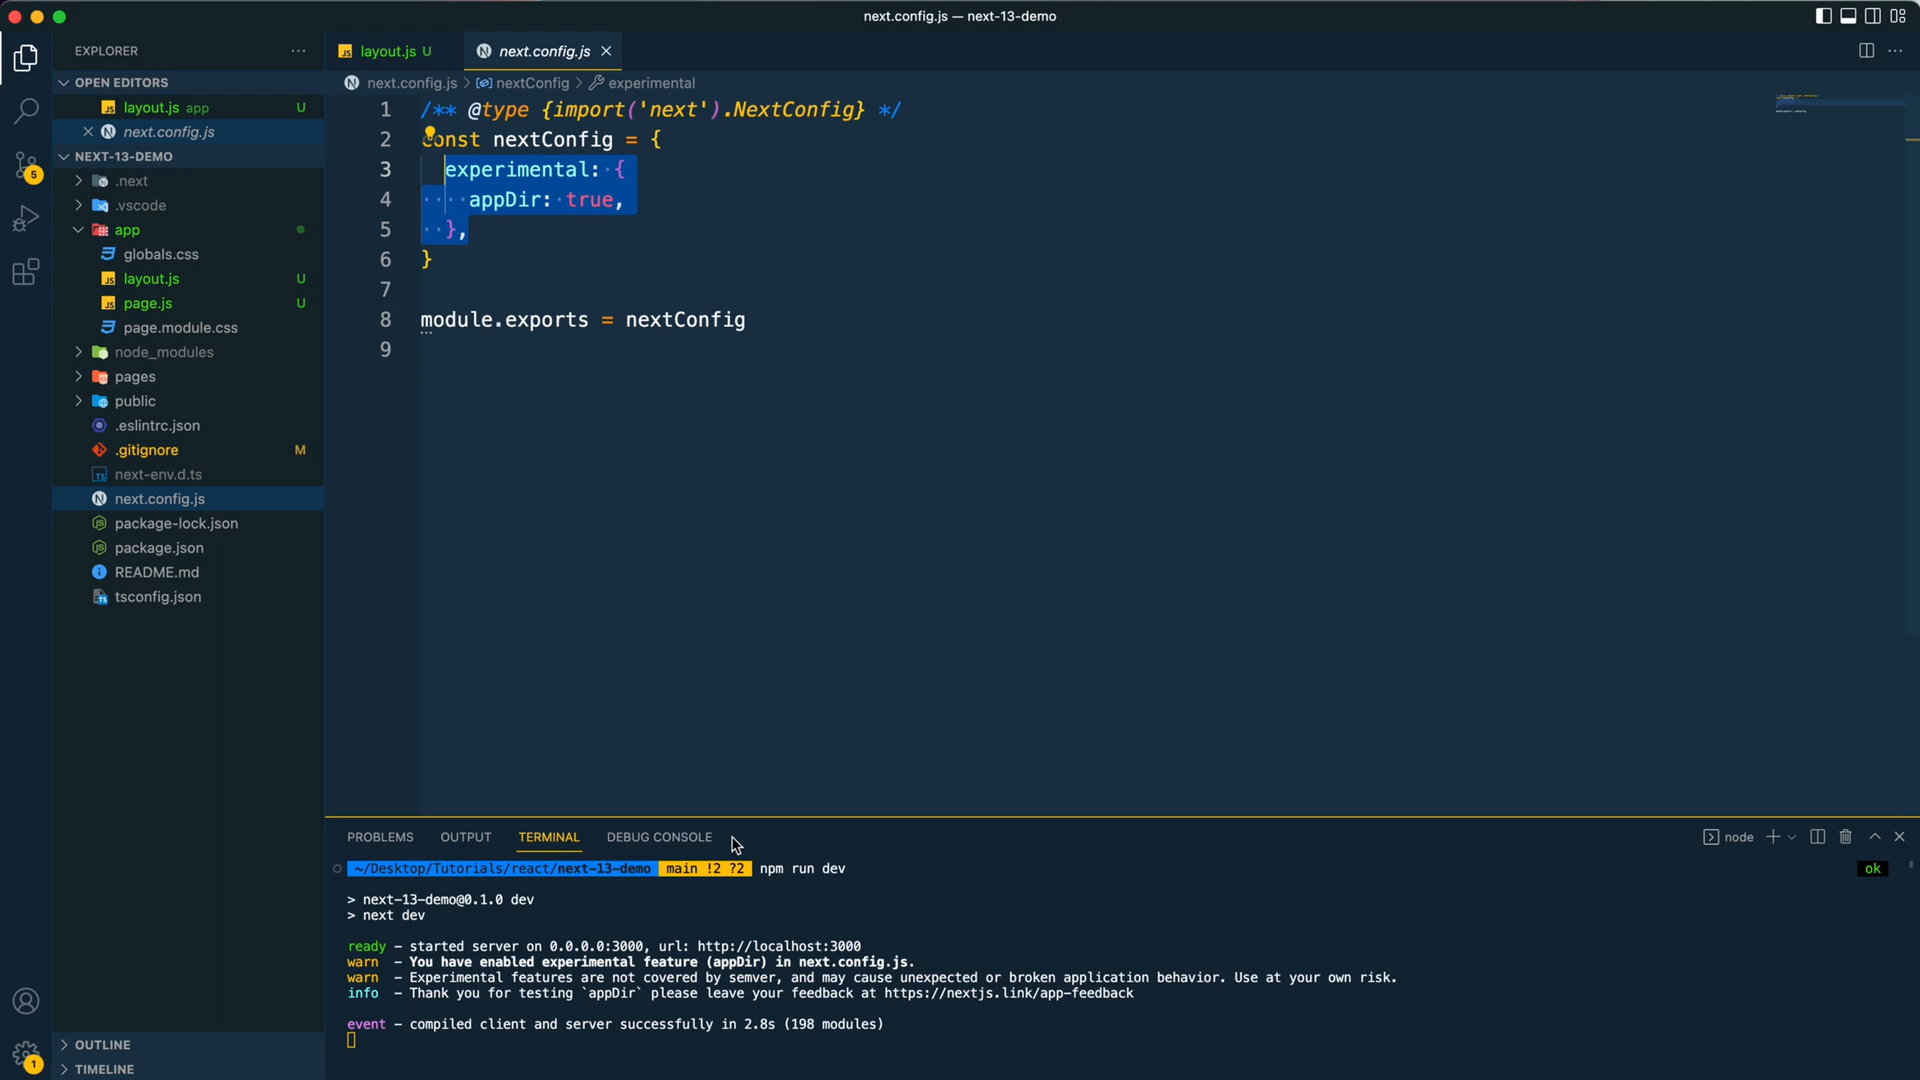 next.config.js — next-13-demo
EXPLORER
OPEN EDITORS
layout.js app U
next.config.js
NEXT-13-DEMO
.next
.vscode
app
globals.css
layout.js U
page.js U
page.module.css
node_modules
pages
public
.eslintrc.json
.gitignore M
next-env.d.ts
next.config.js
package-lock.json
package.json
README.md
tsconfig.json
OUTLINE
TIMELINE
5
1
layout.js U
next.config.js
next.config.js > nextConfig > experimental
1 /** @type {import('next').NextConfig} */
2 const nextConfig = {
3 experimental: {
4 appDir: true,
5 },
6 }
7
8 module.exports = nextConfig
9
PROBLEMS OUTPUT TERMINAL DEBUG CONSOLE
node
~/Desktop/Tutorials/react/next-13-demo main !2 ?2 npm run dev ok
> next-13-demo@0.1.0 dev
> next dev
ready - started server on 0.0.0.0:3000, url: http://localhost:3000
warn - You have enabled experimental feature (appDir) in next.config.js.
warn - Experimental features are not covered by semver, and may cause unexpected or broken application behavior. Use at your own risk.
info - Thank you for testing `appDir` please leave your feedback at https://nextjs.link/app-feedback
event - compiled client and server successfully in 2.8s (198 modules)